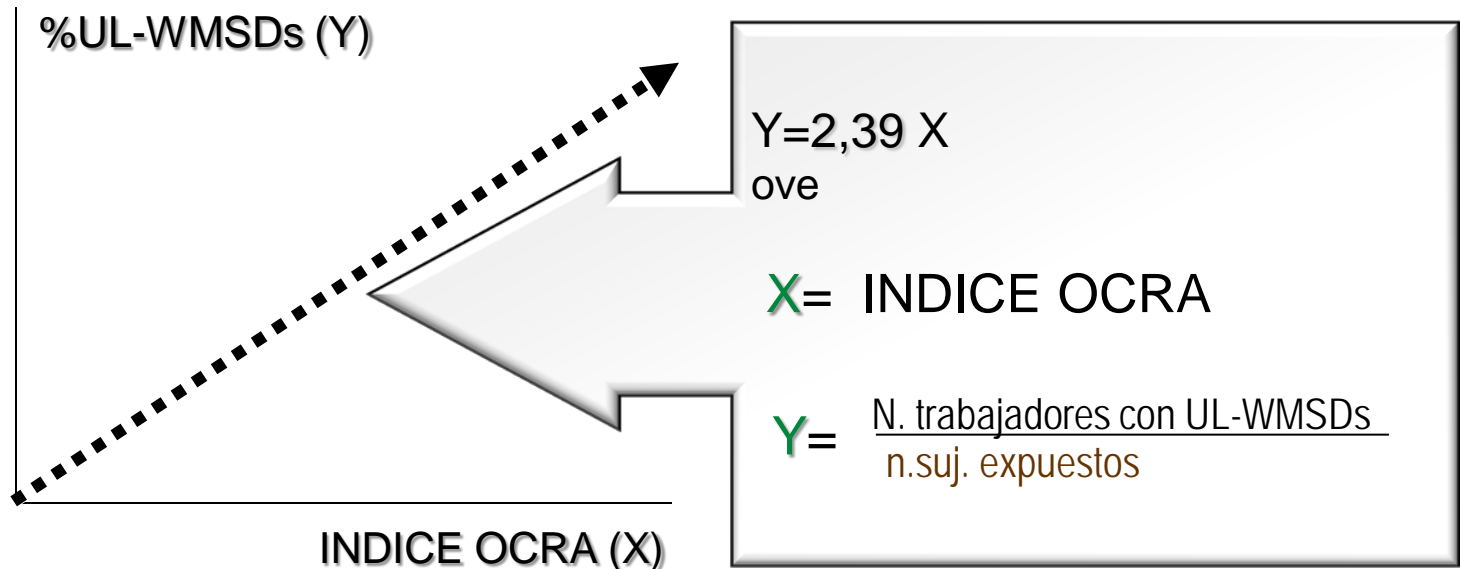 %UL-WMSDs (Y)
INDICE OCRA (X)
Y=2,39 X
ove
X= INDICE OCRA
Y= N. trabajadores con UL-WMSDs
n.suj. expuestos